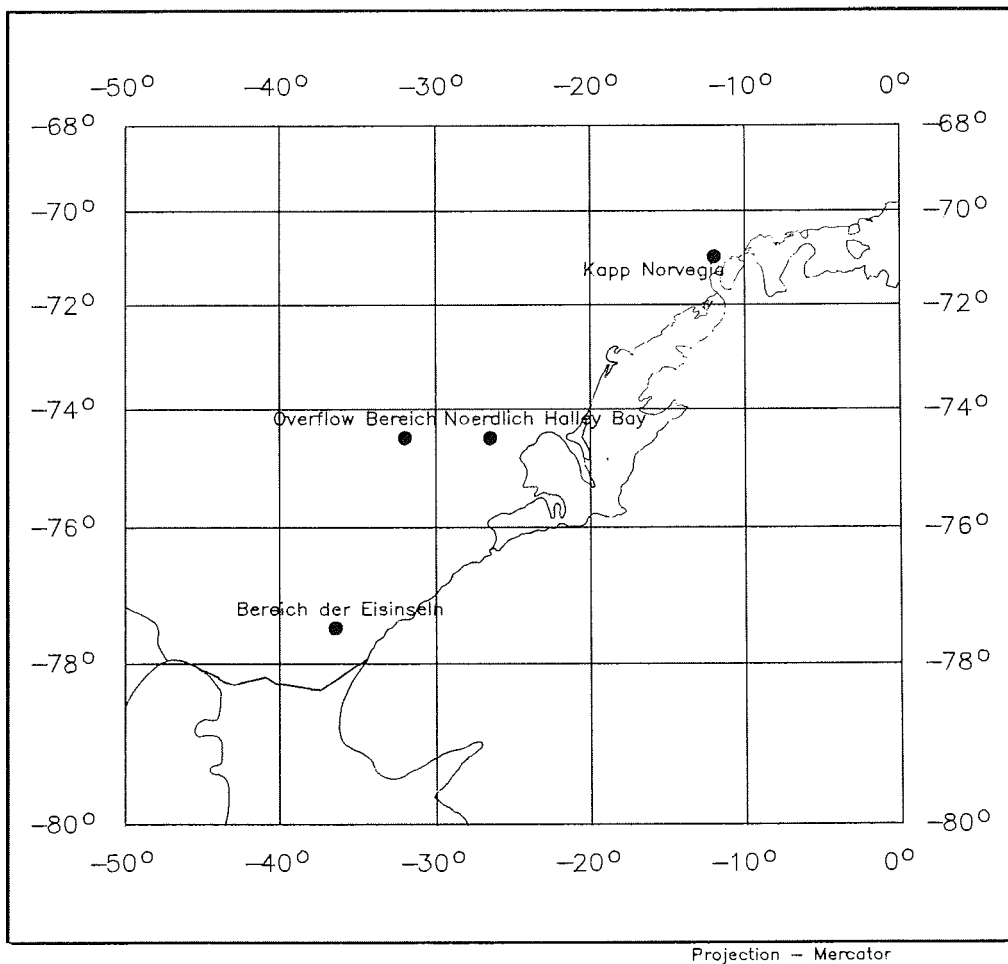 −50° −40° −30° −20° −10° 0°
−68° −68°
−70° −70°
Kapp Norvegia
−72° −72°
−74° −74°
Overflow Bereich Noerdlich Halley Bay
−76° −76°
Bereich der Eisinseln
−78° −78°
−80° −80°
−50° −40° −30° −20° −10° 0°
Projection − Mercator